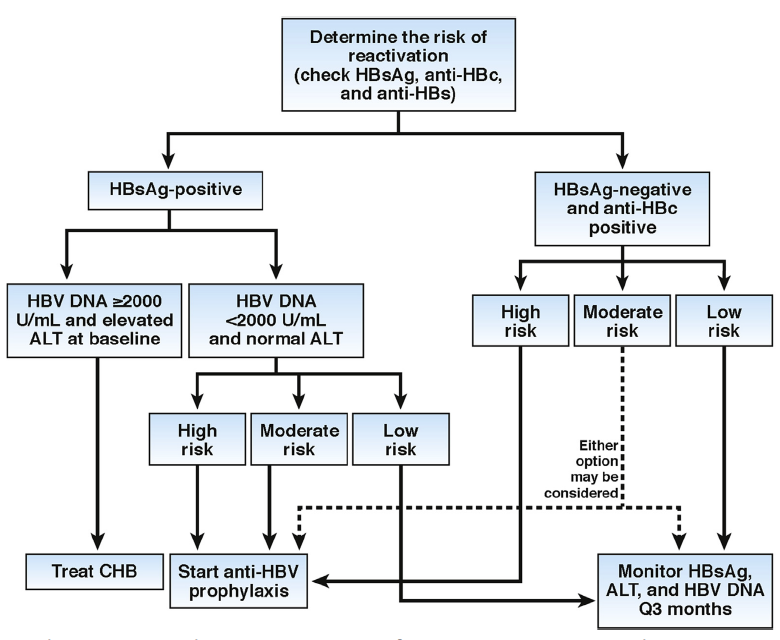 Determine the risk of
reactivation
(check HBsAg, anti-HBc,
and anti-HBs)
HBsAg-positive
HBsAg-negative
and anti-HBc
positive
HBV DNA ≥2000
U/mL and elevated
ALT at baseline
HBV DNA
<2000 U/mL
and normal ALT
High
risk
Moderate
risk
Low
risk
High
risk
Moderate
risk
Low
risk
Either
option
may be
considered
Treat CHB
Start anti-HBV
prophylaxis
Monitor HBsAg,
ALT, and HBV DNA
Q3 months